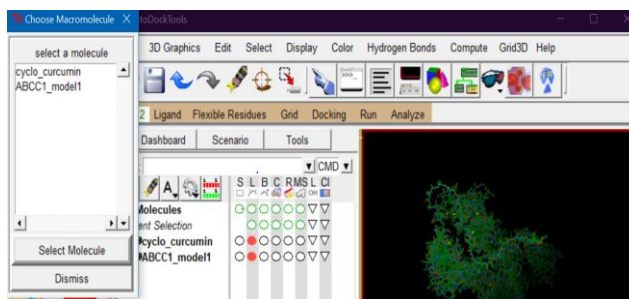 Choose Macromolecule X
toDockTools
select a molecule
cyclo_curcumin
ABCC1_model1
Select Molecule
Dismiss
3D Graphics Edit Select Display Color Hydrogen Bonds Compute Grid3D Help
Ligand Flexible Residues Grid Docking Run Analyze
Dashboard Scenario Tools
CMD
A
S L B C R MS L Cl
Molecules
ent Selection
cyclo_curcumin
ABCC1_model1